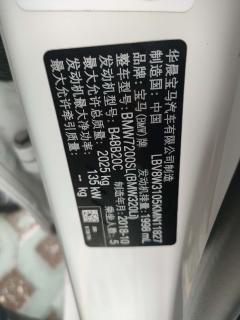 华晨宝马汽车有限公司制造
制造国：中国 LBV8W3105KMN11827
品牌：宝马(BMW)牌
整车型号：BMW7200SL(BMW320Li)
发动机型号：B48B20C 发动机排量：1998 mL
发动机最大净功率：135 kW 制造年月：2018-10
最大允许总质量：2025 kg 乘坐人数：5
最大允许牵引质量：-- kg